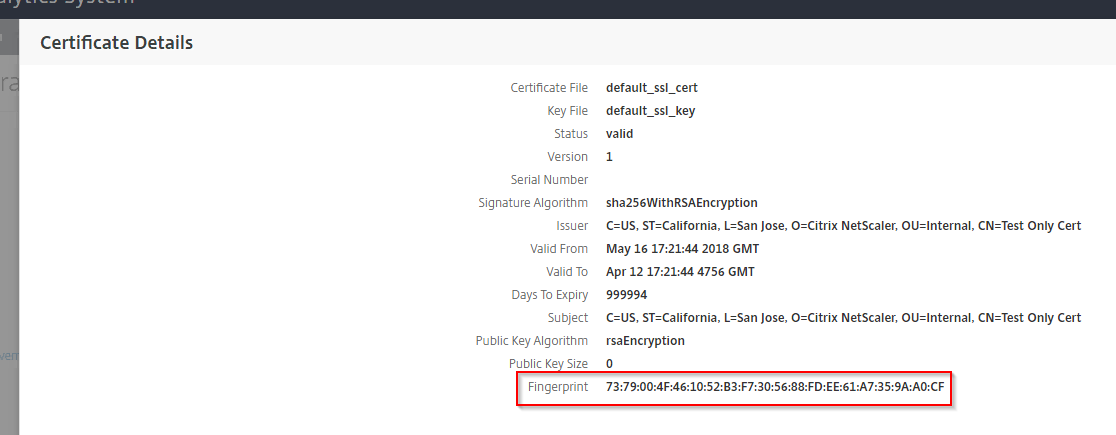 alytics System
Certificate Details
Certificate File default_ssl_cert
Key File default_ssl_key
Status valid
Version 1
Serial Number
Signature Algorithm sha256WithRSAEncryption
Issuer C=US, ST=California, L=San Jose, O=Citrix NetScaler, OU=Internal, CN=Test Only Cert
Valid From May 16 17:21:44 2018 GMT
Valid To Apr 12 17:21:44 4756 GMT
Days To Expiry 999994
Subject C=US, ST=California, L=San Jose, O=Citrix NetScaler, OU=Internal, CN=Test Only Cert
Public Key Algorithm rsaEncryption
Public Key Size 0
Fingerprint 73:79:00:4F:46:10:52:B3:F7:30:56:88:FD:EE:61:A7:35:9A:A0:CF